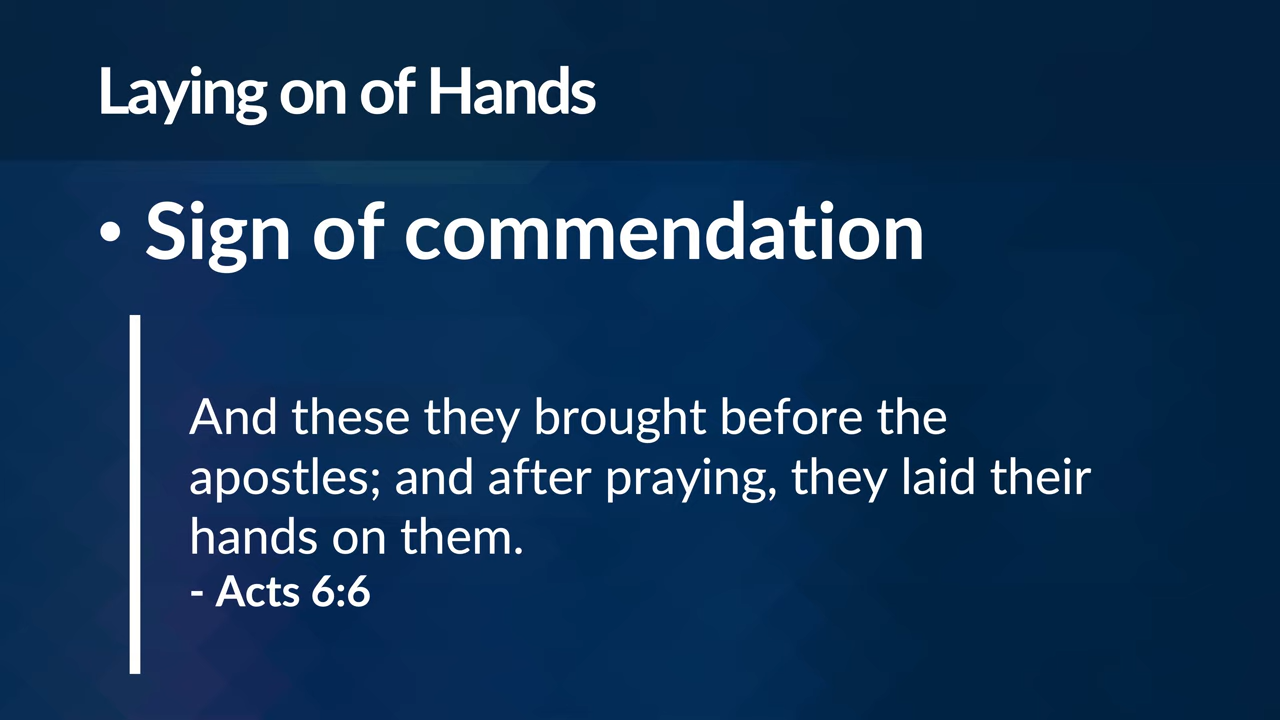 Laying on of Hands
• Sign of commendation
And these they brought before the
apostles; and after praying, they laid their
hands on them.
- Acts 6:6